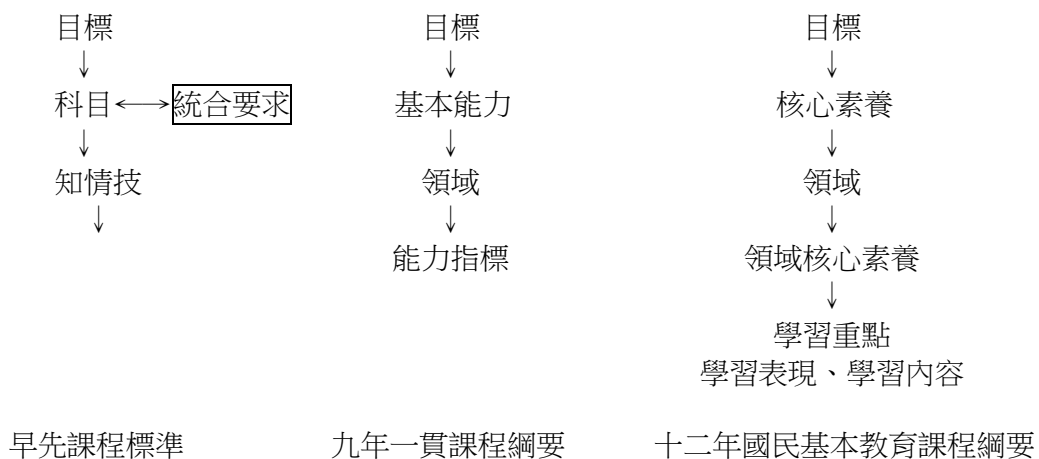 目標
↓
科目←→統合要求
↓
知情技
↓
早先課程標準
目標
↓
基本能力
↓
領域
↓
能力指標
九年一貫課程綱要
目標
↓
核心素養
↓
領域
↓
領域核心素養
↓
學習重點
學習表現、學習內容
十二年國民基本教育課程綱要